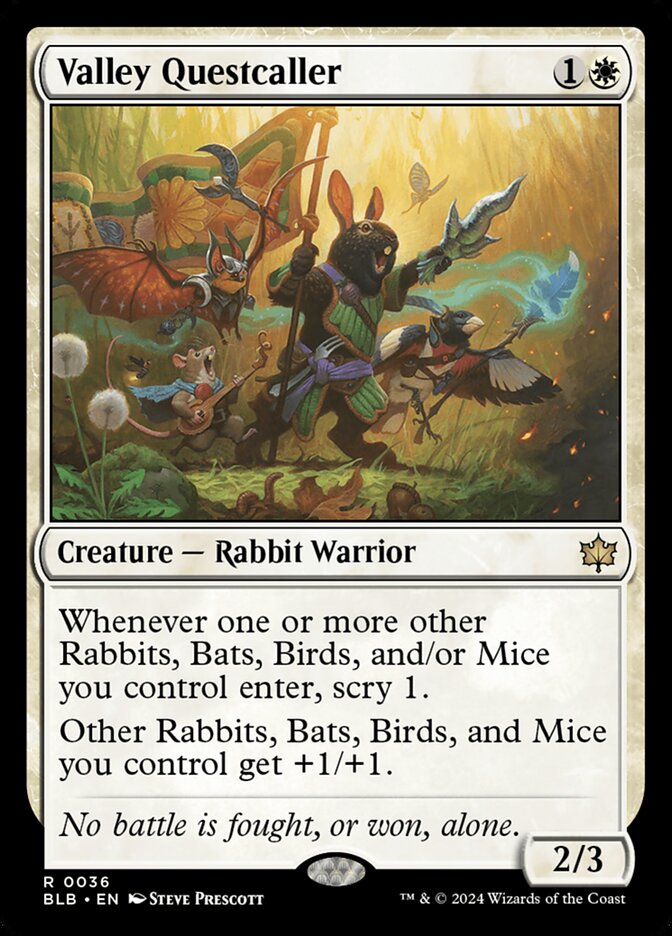 Valley Questcaller 1
Creature — Rabbit Warrior
Whenever one or more other
Rabbits, Bats, Birds, and/or Mice
you control enter, scry 1.
Other Rabbits, Bats, Birds, and Mice
you control get +1/+1.
No battle is fought, or won, alone.
2/3
R 0036
BLB • EN Steve Prescott
™ & © 2024 Wizards of the Coast